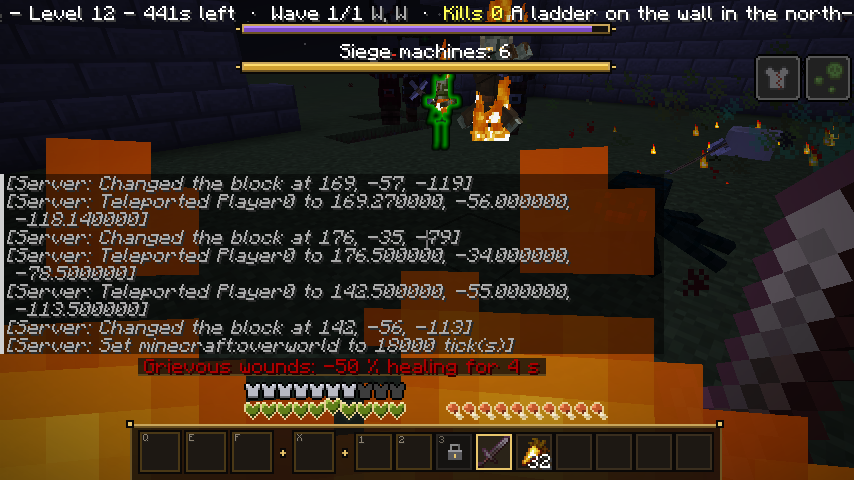 - Level 12 - 441s left · Wave 1/1 W, W · Kills 0 A ladder on the wall in the north-
Siege machines: 6
[Server: Changed the block at 169, -57, -119]
[Server: Teleported Player0 to 169.270000, -56.000000,
-118.140000]
[Server: Changed the block at 176, -35, -79]
[Server: Teleported Player0 to 176.500000, -34.000000,
-78.500000]
[Server: Teleported Player0 to 142.500000, -55.000000,
-113.500000]
[Server: Changed the block at 142, -56, -113]
[Server: Set minecraft:overworld to 18000 tick(s)]
Grievous wounds: -50 % healing for 4 s
Q E F X 1 2 3
32